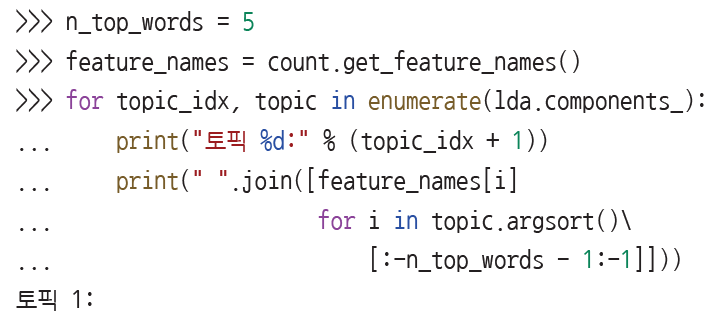 >>> n_top_words = 5
>>> feature_names = count.get_feature_names()
>>> for topic_idx, topic in enumerate(lda.components_):
...     print("토픽 %d:" % (topic_idx + 1))
...     print(" ".join([feature_names[i]
...                     for i in topic.argsort()\
...                         [:-n_top_words - 1:-1]]))
토픽 1: